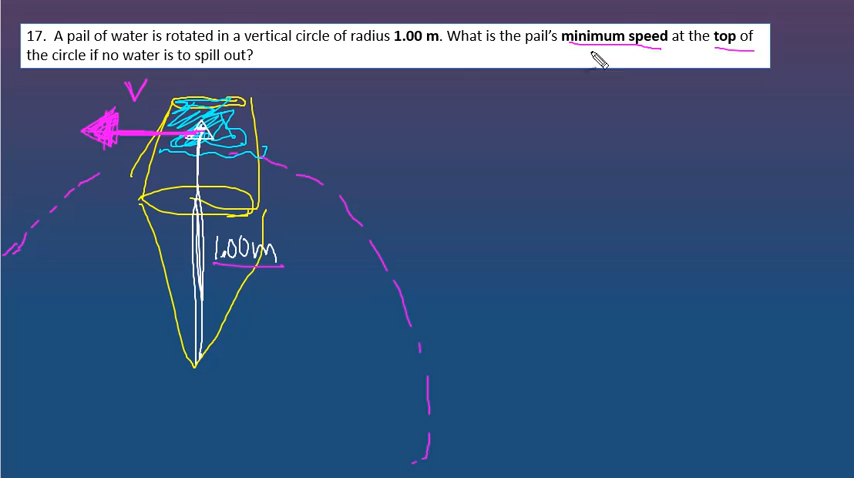 17. A pail of water is rotated in a vertical circle of radius 1.00 m. What is the pail's minimum speed at the top of
the circle if no water is to spill out?
V
1.00m